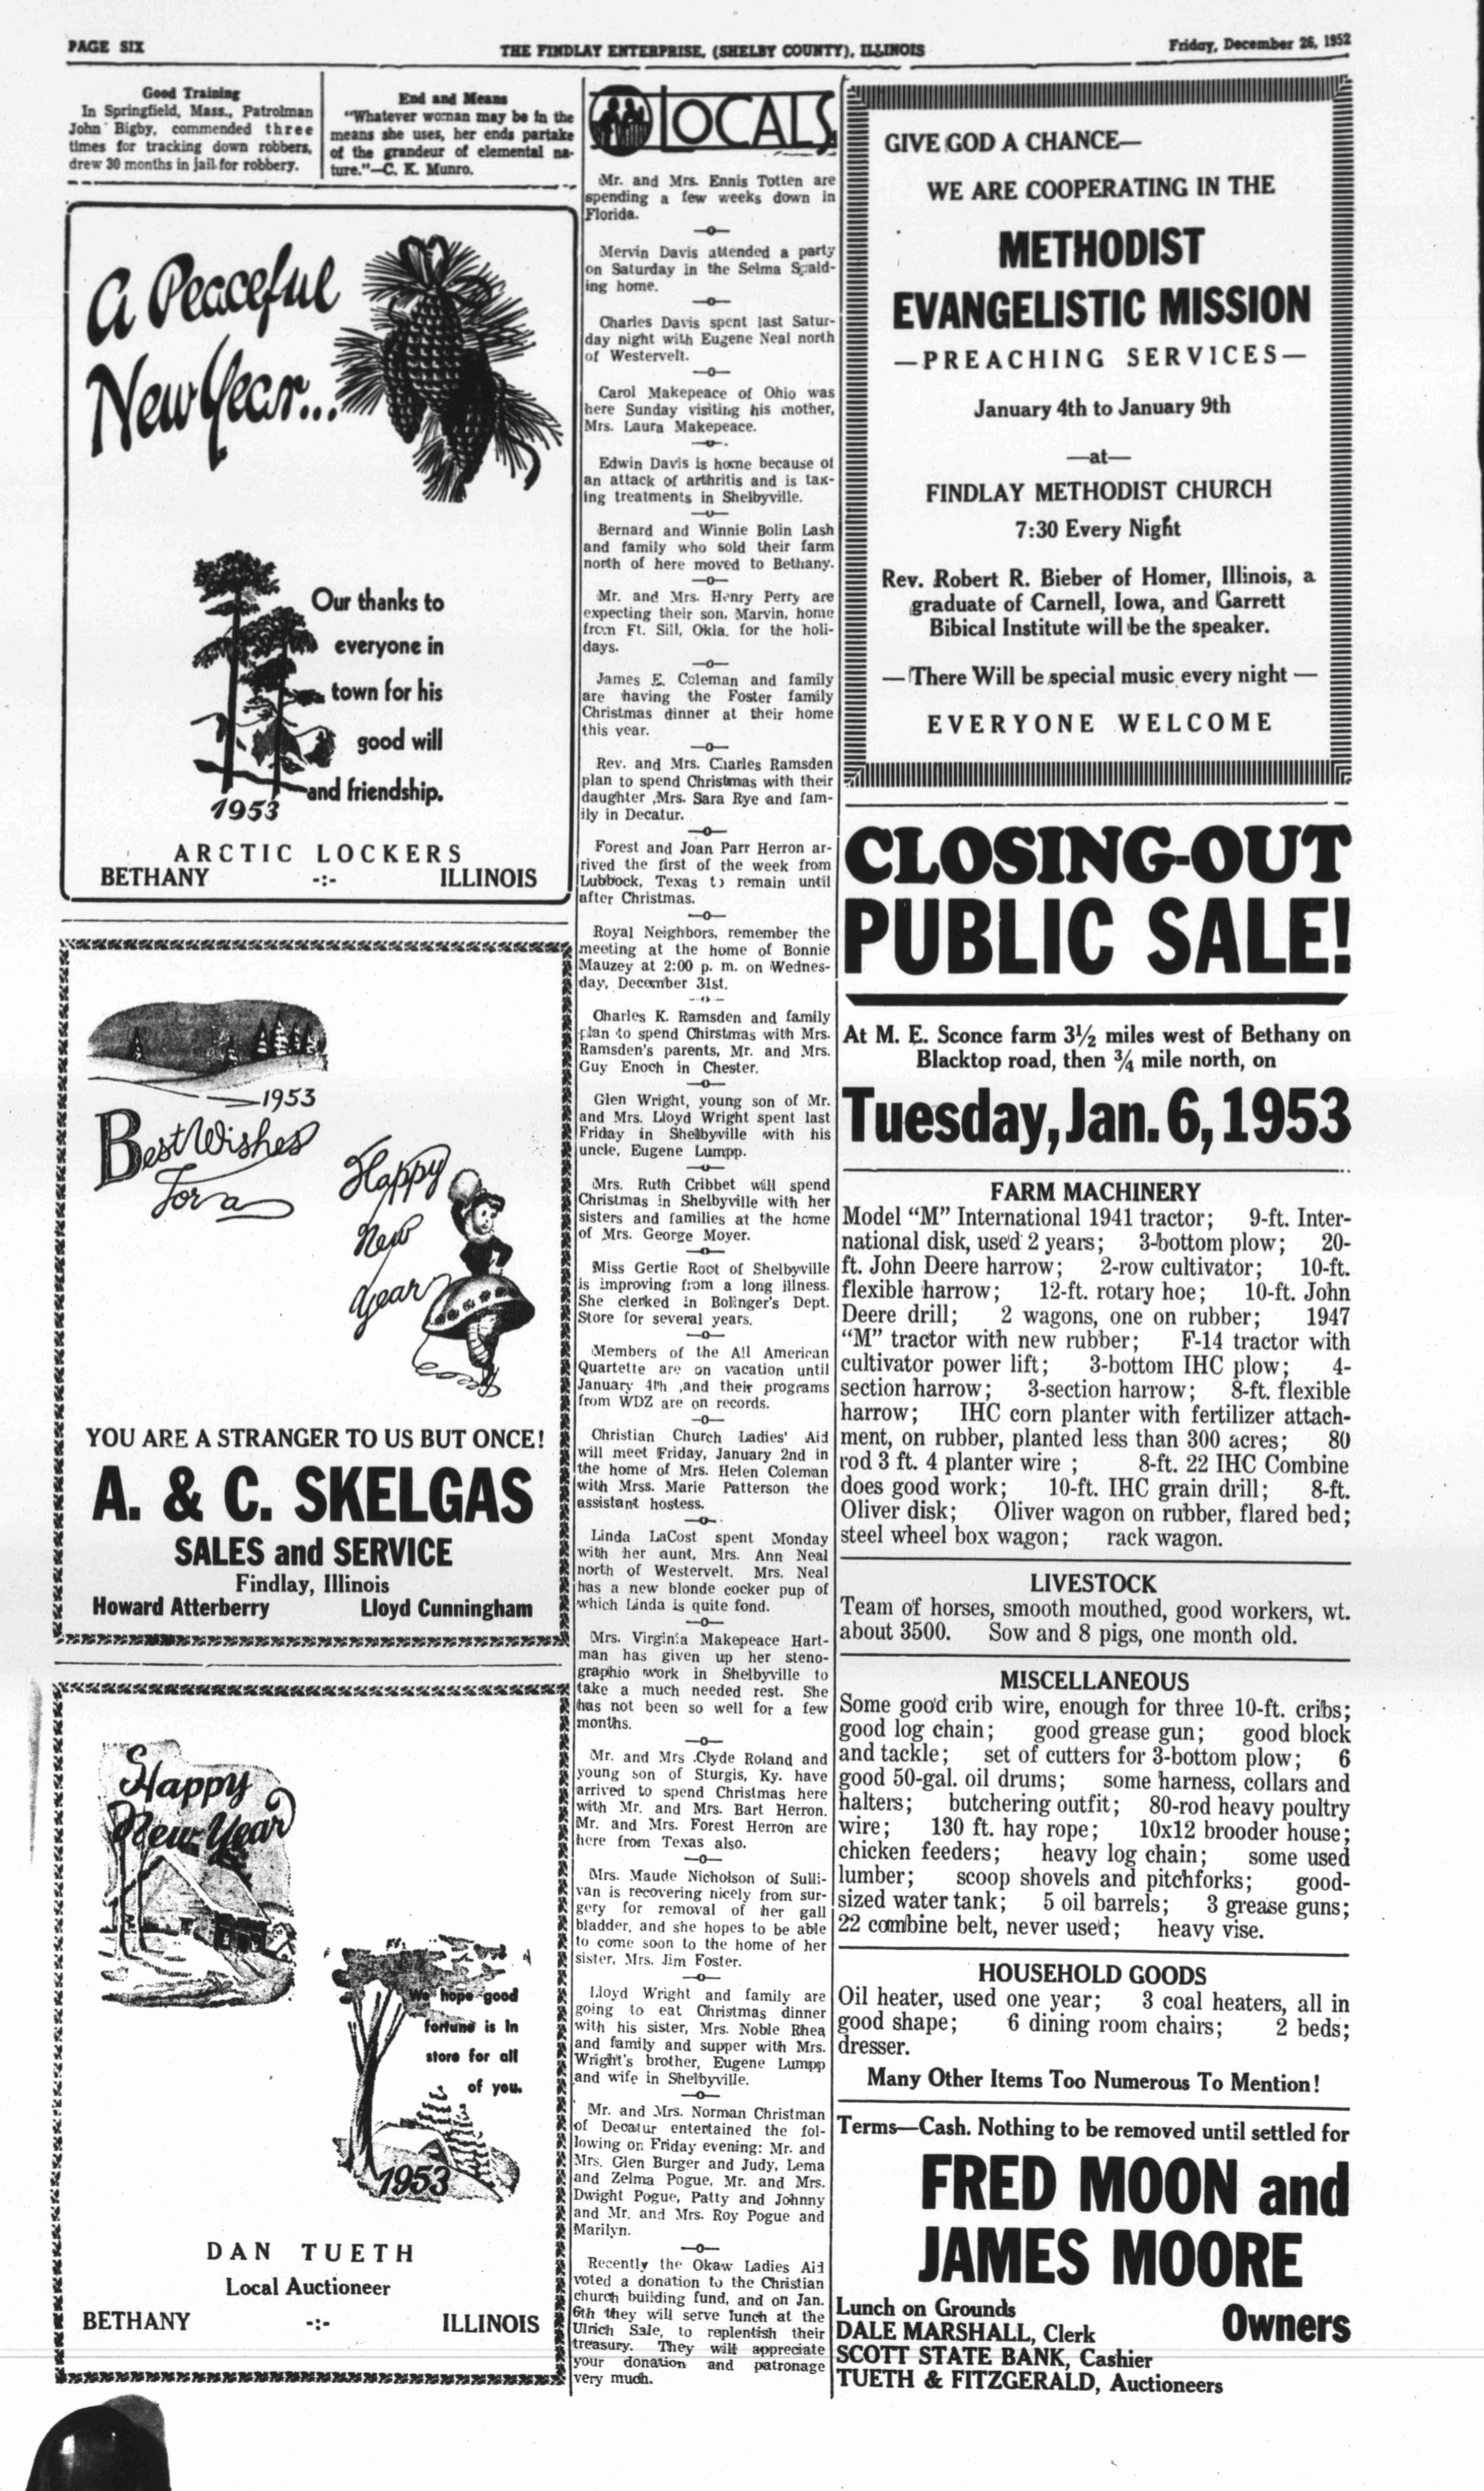 PAGE SIX
THE FINDLAY ENTERPRISE, (SHELBY COUNTY), ILLINOIS
Friday, December 26, 1952
Good Training
In Springfield, Mass., Patrolman
John Bigby, commended three
times for tracking down robbers,
drew 30 months in jail for robbery.
End and Means
"Whatever woman may be in the
means she uses, her ends partake
of the grandeur of elemental na-
ture."—C. K. Munro.
A Peaceful
New Year...
Our thanks to
everyone in
town for his
good will
and friendship.
1953
ARCTIC LOCKERS
BETHANY -:- ILLINOIS
1953
Best Wishes
For a
Happy
New
Year
YOU ARE A STRANGER TO US BUT ONCE!
A. & C. SKELGAS
SALES and SERVICE
Findlay, Illinois
Howard Atterberry Lloyd Cunningham
Happy
New Year
We hope good
fortune is in
store for all
of you.
1953
DAN TUETH
Local Auctioneer
BETHANY -:- ILLINOIS
LOCALS
Mr. and Mrs. Ennis Totten are
spending a few weeks down in
Florida.
—o—
Mervin Davis attended a party
on Saturday in the Selma Spald-
ing home.
—o—
Charles Davis spent last Satur-
day night with Eugene Neal north
of Westervelt.
—o—
Carol Makepeace of Ohio was
here Sunday visiting his mother,
Mrs. Laura Makepeace.
—o—
Edwin Davis is home because of
an attack of arthritis and is tak-
ing treatments in Shelbyville.
—o—
Bernard and Winnie Bolin Lash
and family who sold their farm
north of here moved to Bethany.
—o—
Mr. and Mrs. Henry Perry are
expecting their son, Marvin, home
from Ft. Sill, Okla. for the holi-
days.
—o—
James E. Coleman and family
are having the Foster family
Christmas dinner at their home
this year.
—o—
Rev. and Mrs. Charles Ramsden
plan to spend Christmas with their
daughter ,Mrs. Sara Rye and fam-
ily in Decatur.
—o—
Forest and Joan Parr Herron ar-
rived the first of the week from
Lubbock, Texas to remain until
after Christmas.
—o—
Royal Neighbors, remember the
meeting at the home of Bonnie
Mauzey at 2:00 p. m. on Wednes-
day, December 31st.
—o—
Charles K. Ramsden and family
plan to spend Chirstmas with Mrs.
Ramsden's parents, Mr. and Mrs.
Guy Enoch in Chester.
—o—
Glen Wright, young son of Mr.
and Mrs. Lloyd Wright spent last
Friday in Shelbyville with his
uncle, Eugene Lumpp.
—o—
Mrs. Ruth Cribbet will spend
Christmas in Shelbyville with her
sisters and families at the home
of Mrs. George Moyer.
—o—
Miss Gertie Root of Shelbyville
is improving from a long illness.
She clerked in Bolinger's Dept.
Store for several years.
—o—
Members of the All American
Quartette are on vacation until
January 4th ,and their programs
from WDZ are on records.
—o—
Christian Church Ladies' Aid
will meet Friday, January 2nd in
the home of Mrs. Helen Coleman
with Mrss. Marie Patterson the
assistant hostess.
—o—
Linda LaCost spent Monday
with her aunt, Mrs. Ann Neal
north of Westervelt. Mrs. Neal
has a new blonde cocker pup of
which Linda is quite fond.
—o—
Mrs. Virginia Makepeace Hart-
man has given up her steno-
graphic work in Shelbyville to
take a much needed rest. She
has not been so well for a few
months.
—o—
Mr. and Mrs .Clyde Roland and
young son of Sturgis, Ky. have
arrived to spend Christmas here
with Mr. and Mrs. Bart Herron.
Mr. and Mrs. Forest Herron are
here from Texas also.
—o—
Mrs. Maude Nicholson of Sulli-
van is recovering nicely from sur-
gery for removal of her gall
bladder, and she hopes to be able
to come soon to the home of her
sister, Mrs. Jim Foster.
—o—
Lloyd Wright and family are
going to eat Christmas dinner
with his sister, Mrs. Noble Rhea
and family and supper with Mrs.
Wright's brother, Eugene Lumpp
and wife in Shelbyville.
—o—
Mr. and Mrs. Norman Christman
of Decatur entertained the fol-
lowing on Friday evening: Mr. and
Mrs. Glen Burger and Judy, Lema
and Zelma Pogue, Mr. and Mrs.
Dwight Pogue, Patty and Johnny
and Mr. and Mrs. Roy Pogue and
Marilyn.
—o—
Recently the Okaw Ladies Aid
voted a donation to the Christian
church building fund, and on Jan.
6th they will serve lunch at the
Ulrich Sale, to replentish their
treasury. They will appreciate
your donation and patronage
very much.
GIVE GOD A CHANCE—
WE ARE COOPERATING IN THE
METHODIST
EVANGELISTIC MISSION
—PREACHING SERVICES—
January 4th to January 9th
—at—
FINDLAY METHODIST CHURCH
7:30 Every Night
Rev. Robert R. Bieber of Homer, Illinois, a
graduate of Carnell, Iowa, and Garrett
Bibical Institute will be the speaker.
—There Will be special music every night —
EVERYONE WELCOME
CLOSING-OUT
PUBLIC SALE!
At M. E. Sconce farm 3½ miles west of Bethany on
Blacktop road, then ¾ mile north, on
Tuesday, Jan. 6, 1953
FARM MACHINERY
Model "M" International 1941 tractor; 9-ft. Inter-
national disk, used 2 years; 3-bottom plow; 20-
ft. John Deere harrow; 2-row cultivator; 10-ft.
flexible harrow; 12-ft. rotary hoe; 10-ft. John
Deere drill; 2 wagons, one on rubber; 1947
"M" tractor with new rubber; F-14 tractor with
cultivator power lift; 3-bottom IHC plow; 4-
section harrow; 3-section harrow; 8-ft. flexible
harrow; IHC corn planter with fertilizer attach-
ment, on rubber, planted less than 300 acres; 80
rod 3 ft. 4 planter wire ; 8-ft. 22 IHC Combine
does good work; 10-ft. IHC grain drill; 8-ft.
Oliver disk; Oliver wagon on rubber, flared bed;
steel wheel box wagon; rack wagon.
LIVESTOCK
Team of horses, smooth mouthed, good workers, wt.
about 3500. Sow and 8 pigs, one month old.
MISCELLANEOUS
Some good crib wire, enough for three 10-ft. cribs;
good log chain; good grease gun; good block
and tackle; set of cutters for 3-bottom plow; 6
good 50-gal. oil drums; some harness, collars and
halters; butchering outfit; 80-rod heavy poultry
wire; 130 ft. hay rope; 10x12 brooder house;
chicken feeders; heavy log chain; some used
lumber; scoop shovels and pitchforks; good-
sized water tank; 5 oil barrels; 3 grease guns;
22 combine belt, never used; heavy vise.
HOUSEHOLD GOODS
Oil heater, used one year; 3 coal heaters, all in
good shape; 6 dining room chairs; 2 beds;
dresser.
Many Other Items Too Numerous To Mention!
Terms—Cash. Nothing to be removed until settled for
FRED MOON and
JAMES MOORE
Owners
Lunch on Grounds
DALE MARSHALL, Clerk
SCOTT STATE BANK, Cashier
TUETH & FITZGERALD, Auctioneers